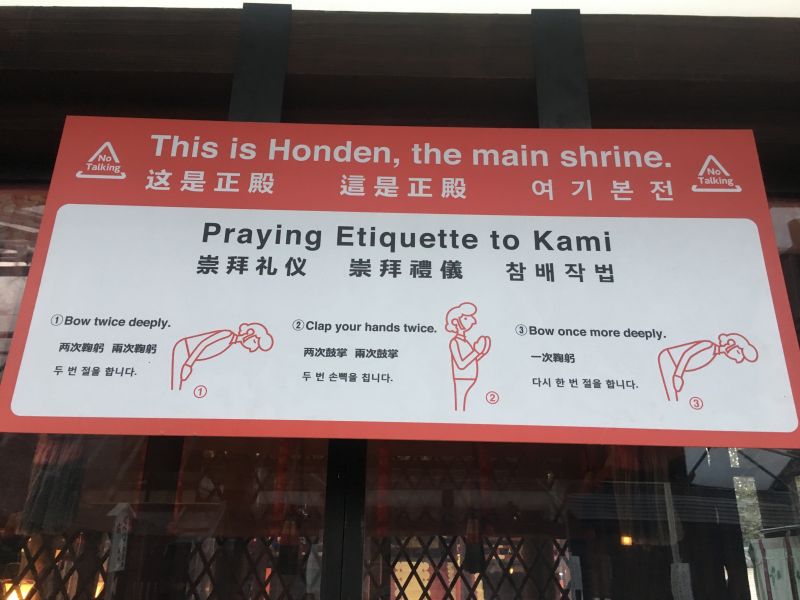 No
Talking
This is Honden, the main shrine.
No
Talking
这是正殿 這是正殿 여기본전
Praying Etiquette to Kami
崇拜礼仪 崇拜禮儀 참배작법
①Bow twice deeply.
两次鞠躬 兩次鞠躬
두 번 절을 합니다.
①
②Clap your hands twice.
两次鼓掌 兩次鼓掌
두 번 손뼉을 칩니다.
②
③Bow once more deeply.
一次鞠躬
다시 한 번 절을 합니다.
③